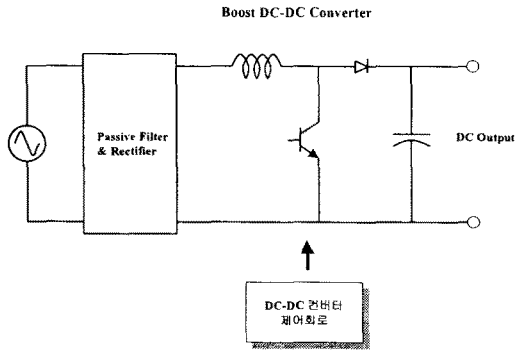 Boost DC-DC Converter
Passive Filter
& Rectifier
DC Output
DC-DC 컨버터
제어회로